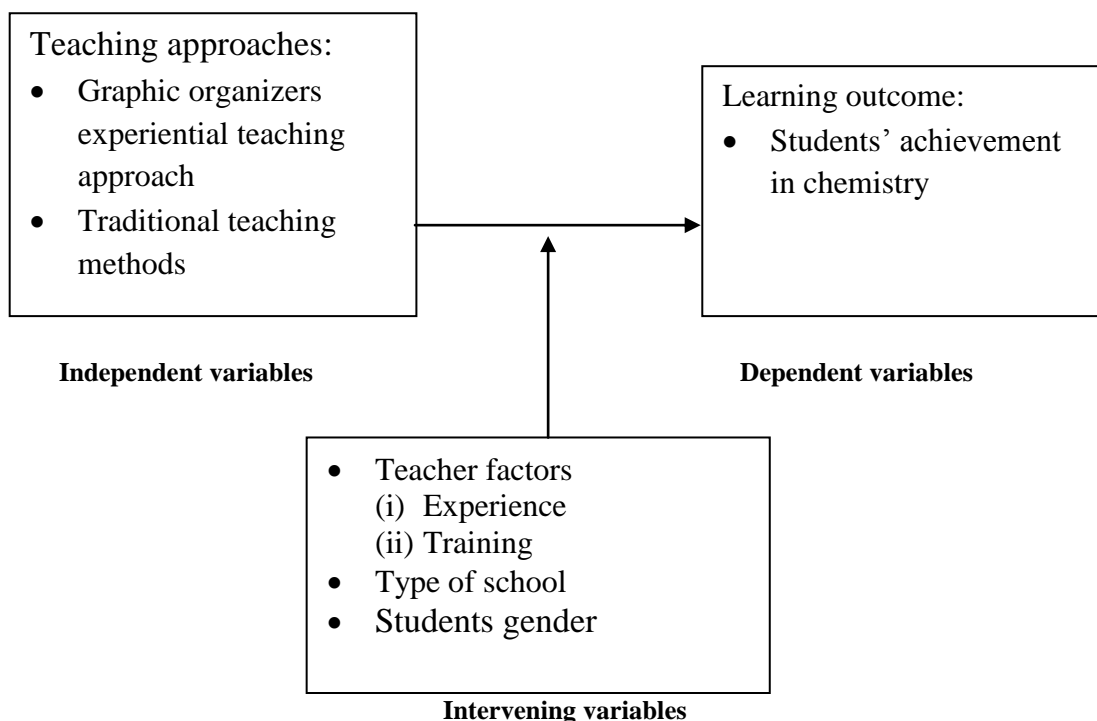 Teaching approaches:
• Graphic organizers
experiential teaching
approach
• Traditional teaching
methods
Learning outcome:
• Students’ achievement
in chemistry
Independent variables
Dependent variables
• Teacher factors
(i) Experience
(ii) Training
• Type of school
• Students gender
Intervening variables